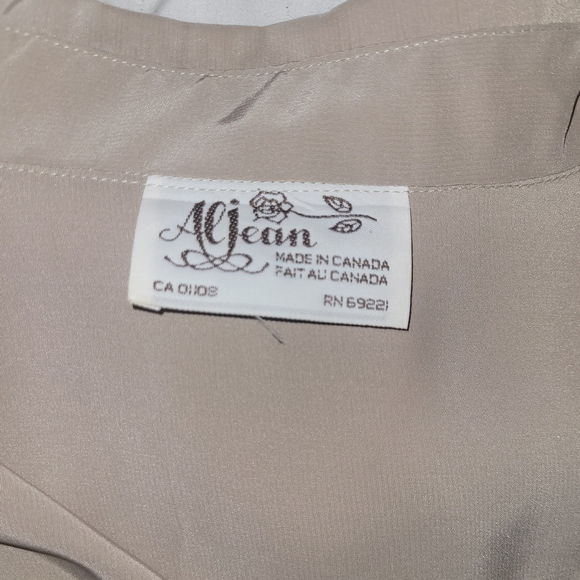 Aljean
MADE IN CANADA
FAIT AU CANADA
CA 01108
RN 69221